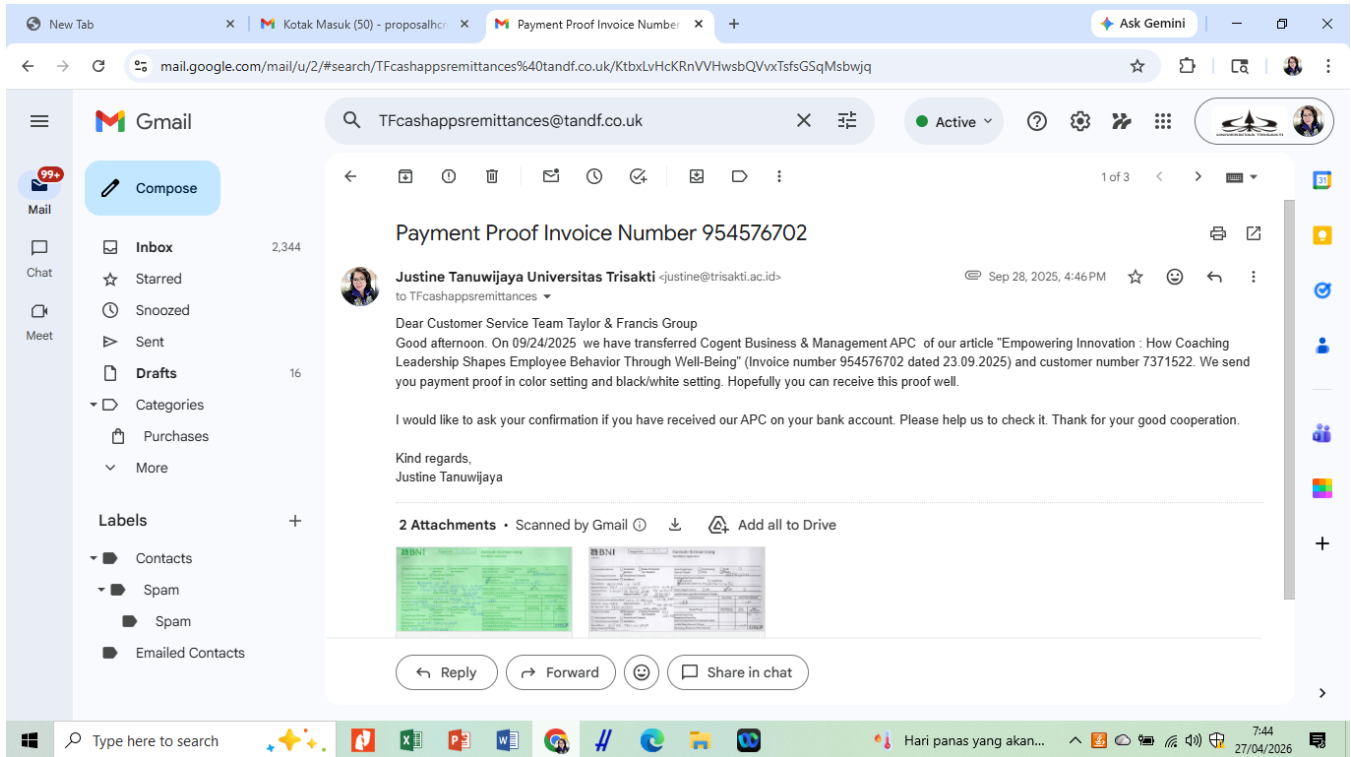 New Tab
Kotak Masuk (50) - proposalhcr
Payment Proof Invoice Number
Ask Gemini
mail.google.com/mail/u/2/#search/TFcashappsremittances%40tandf.co.uk/KtbxLvHcKRnVVHwsbQVvxTsfsGSqMsbwjq
Gmail
TFcashappsremittances@tandf.co.uk
Active
UNIVERSITAS TRISAKTI
99+
Mail
Chat
Meet
Compose
Inbox 2,344
Starred
Snoozed
Sent
Drafts 16
Categories
Purchases
More
Labels
Contacts
Spam
Spam
Emailed Contacts
1 of 3
31
Payment Proof Invoice Number 954576702
Justine Tanuwijaya Universitas Trisakti <justine@trisakti.ac.id>
Sep 28, 2025, 4:46 PM
to TFcashappsremittances
Dear Customer Service Team Taylor & Francis Group
Good afternoon. On 09/24/2025 we have transferred Cogent Business & Management APC of our article "Empowering Innovation : How Coaching
Leadership Shapes Employee Behavior Through Well-Being" (Invoice number 954576702 dated 23.09.2025) and customer number 7371522. We send
you payment proof in color setting and black/white setting. Hopefully you can receive this proof well.
I would like to ask your confirmation if you have received our APC on your bank account. Please help us to check it. Thank for your good cooperation.
Kind regards,
Justine Tanuwijaya
2 Attachments • Scanned by Gmail
Add all to Drive
BNI
BNI
Reply
Forward
Share in chat
Type here to search
Hari panas yang akan...
7:44
27/04/2026